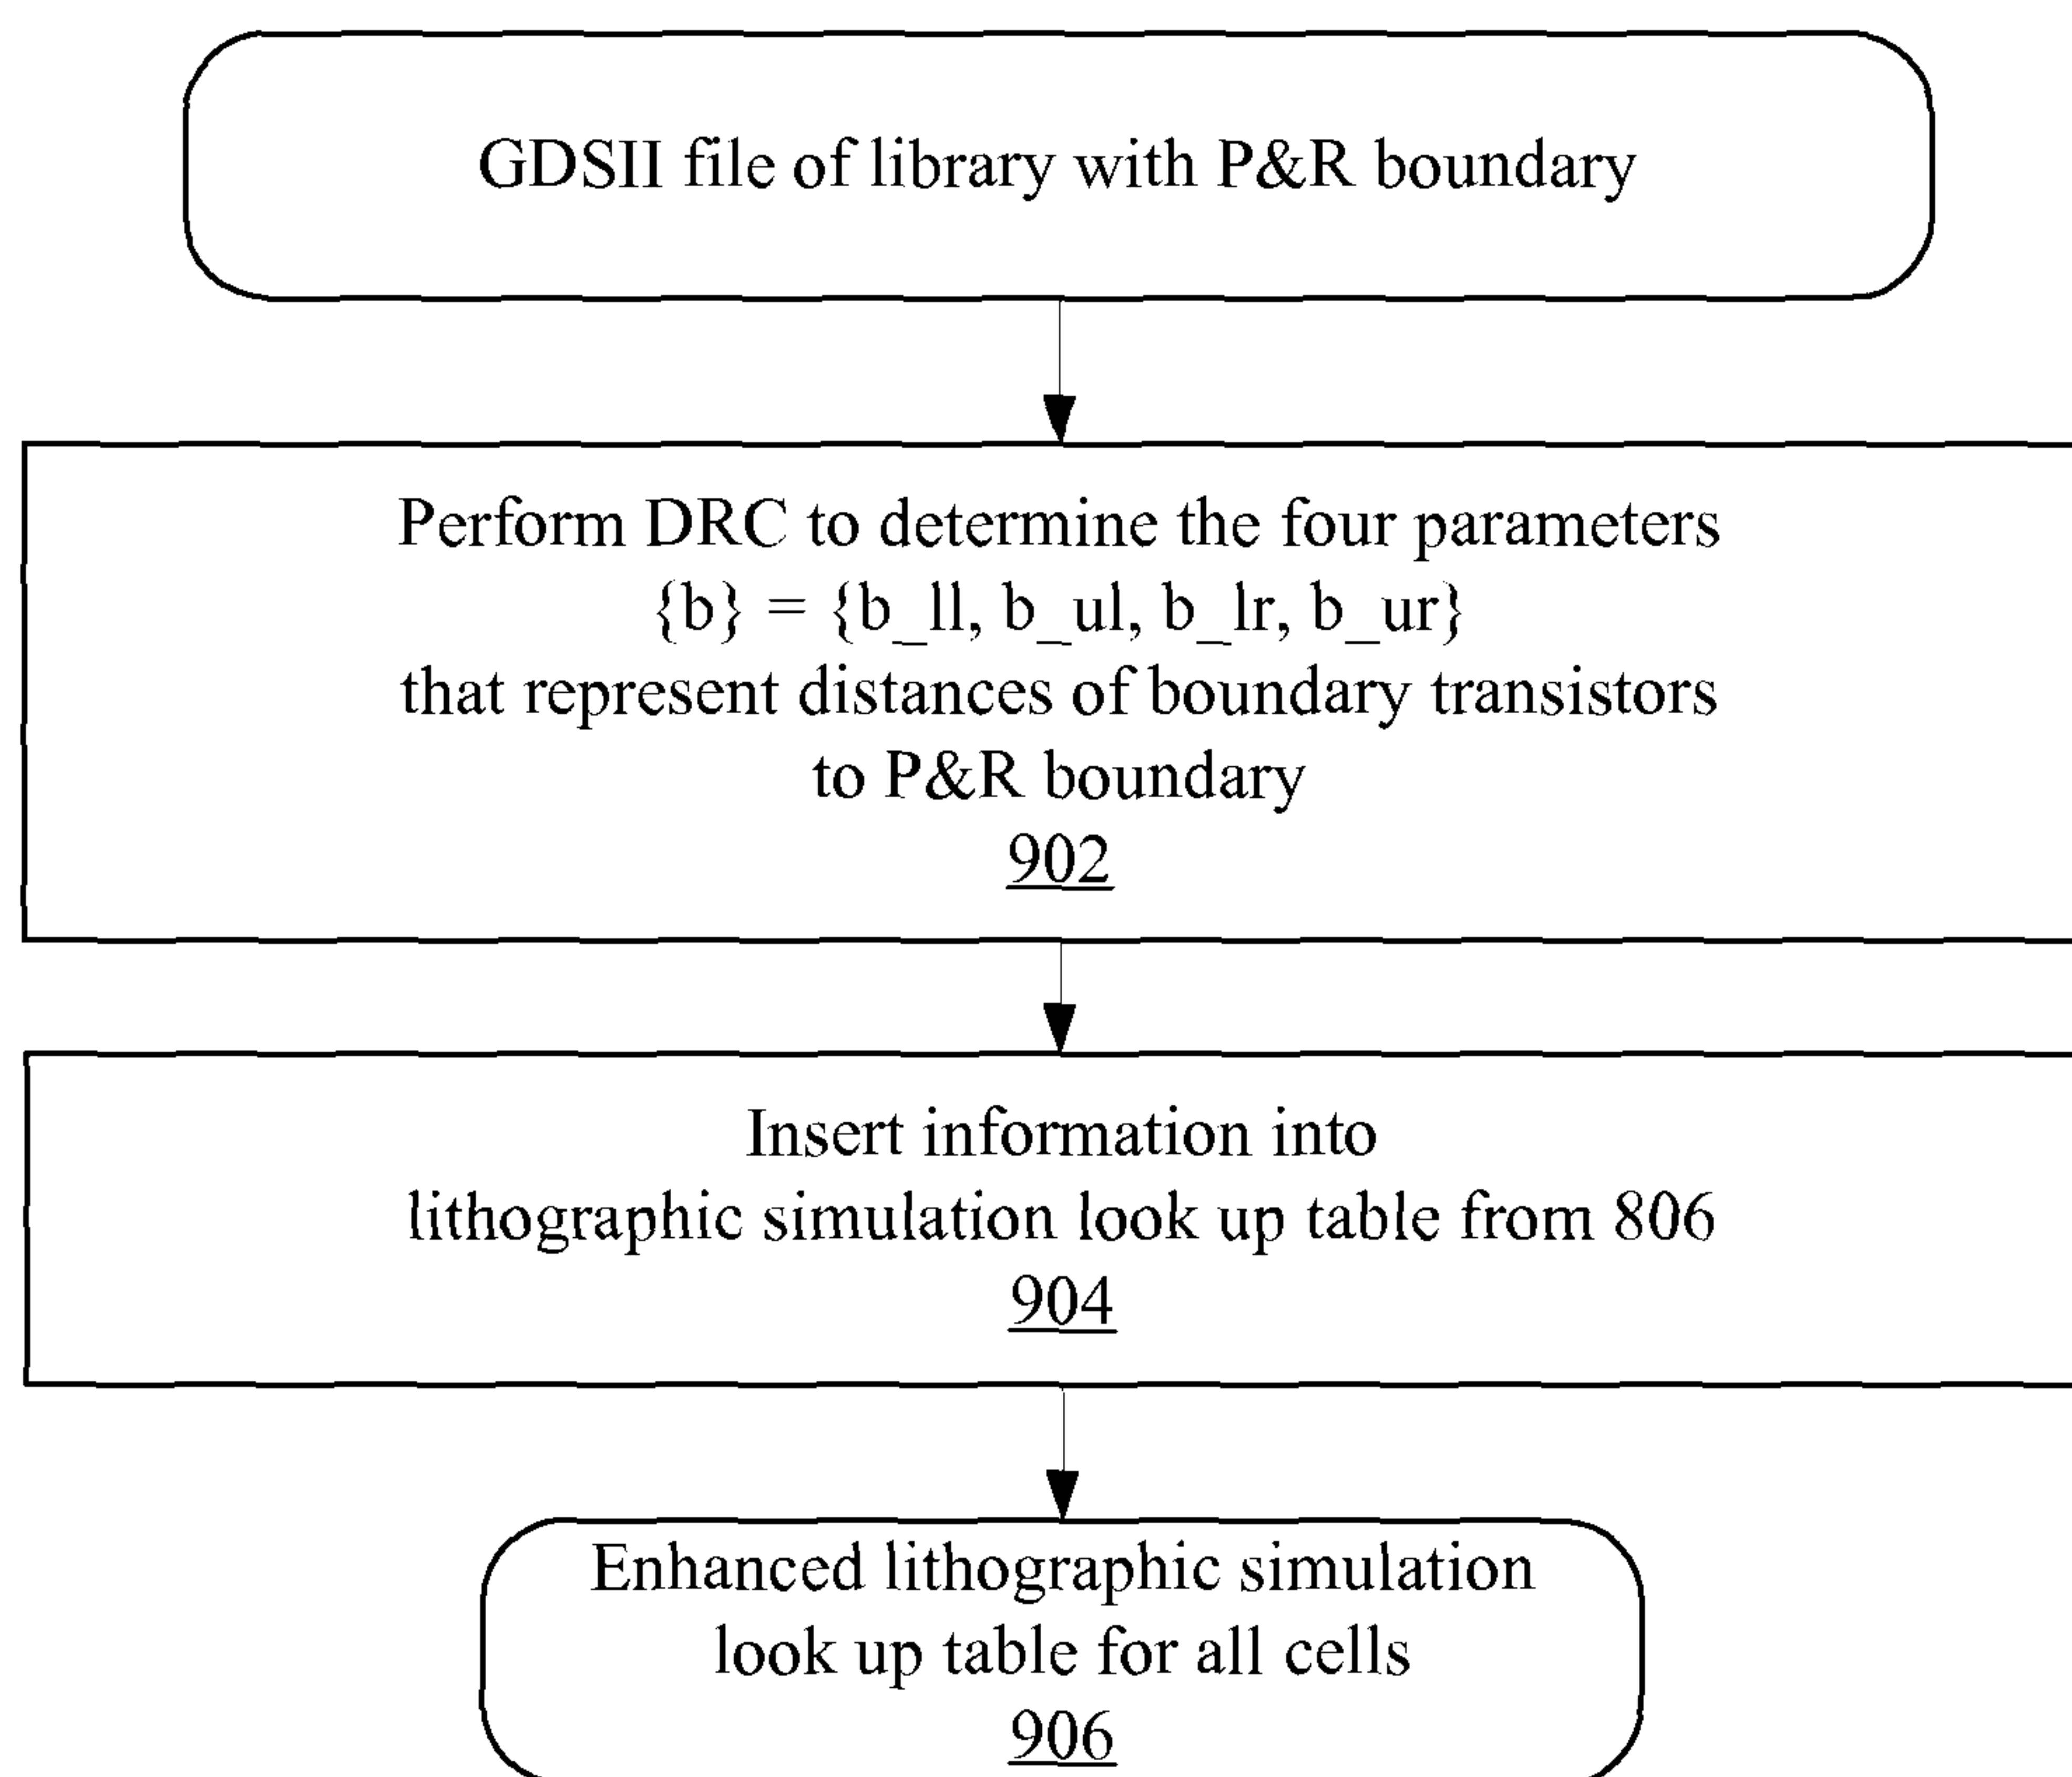 GDSII file of library with P&R boundary
Perform DRC to determine the four parameters
{b} = {b_ll, b_ul, b_lr, b_ur}
that represent distances of boundary transistors
to P&R boundary
902
Insert information into
lithographic simulation look up table from 806
904
Enhanced lithographic simulation
look up table for all cells
906